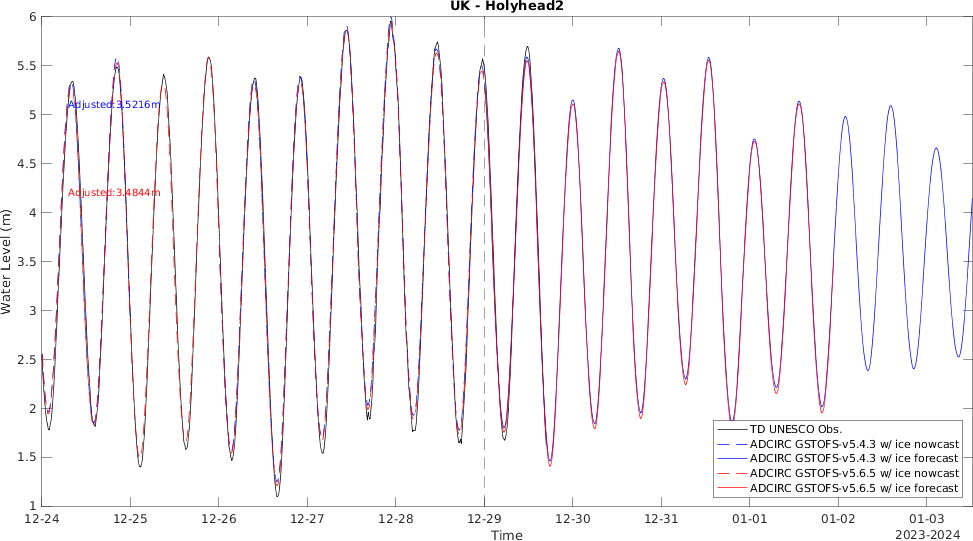 UK - Holyhead2
6
5.5
5
4.5
4
3.5
3
2.5
2
1.5
1
Water Level (m)
Adjusted:3.5216m
Adjusted:3.4844m
TD UNESCO Obs.
ADCIRC GSTOFS-v5.4.3 w/ ice nowcast
ADCIRC GSTOFS-v5.4.3 w/ ice forecast
ADCIRC GSTOFS-v5.6.5 w/ ice nowcast
ADCIRC GSTOFS-v5.6.5 w/ ice forecast
12-24 12-25 12-26 12-27 12-28 12-29 12-30 12-31 01-01 01-02 01-03
Time
2023-2024